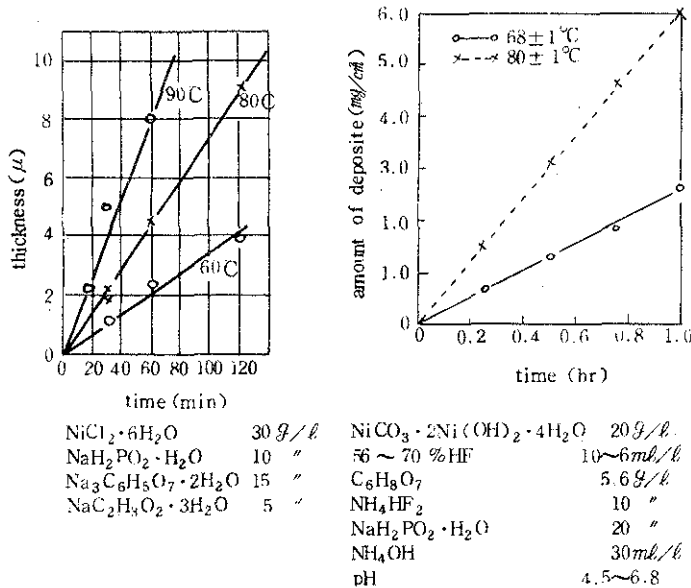 thickness (μ)
10
8
6
4
2
0
90C
80C
60C
0 20 40 60 80 100 120
time (min)
NiCl₂・6H₂O 30 g/ℓ
NaH₂PO₂・H₂O 10 〃
Na₃C₆H₅O₇・2H₂O 15 〃
NaC₂H₃O₂・3H₂O 5 〃
amount of deposite (mg/cm²)
6.0
5.0
4.0
3.0
1.0
1.0
0
68±1℃
80±1℃
0 0.2 0.4 0.6 0.8 1.0
time (hr)
NiCO₃・2Ni(OH)₂・4H₂O 20 g/ℓ
56 ~ 70 %HF 10~6 mℓ/ℓ
C₆H₈O₇ 5.6 g/ℓ
NH₄HF₂ 10 〃
NaH₂PO₂・H₂O 20 〃
NH₄OH 30 mℓ/ℓ
pH 4.5~6.8